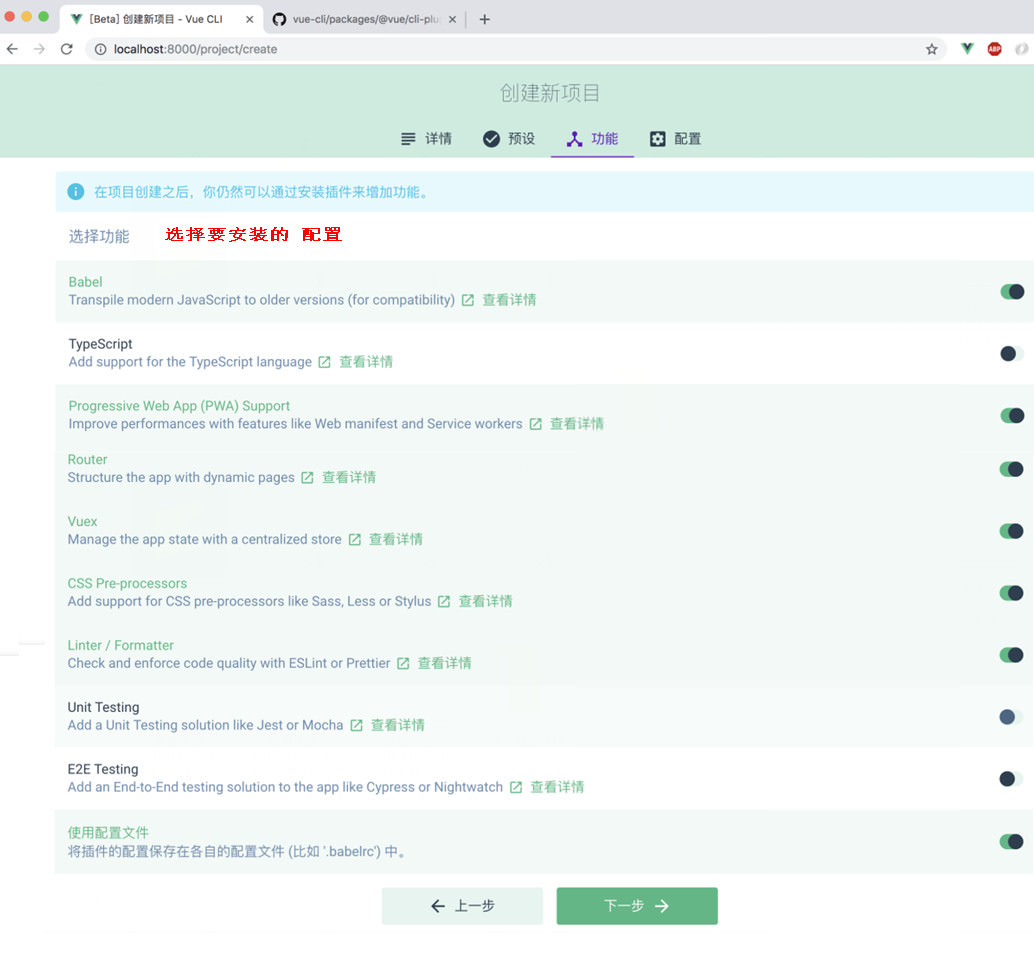 [Beta] 创建新项目 - Vue CLI
vue-cli/packages/@vue/cli-plu
localhost:8000/project/create
ABP
创建新项目
详情 预设 功能 配置
在项目创建之后，你仍然可以通过安装插件来增加功能。
选择功能 选择要安装的 配置
Babel
Transpile modern JavaScript to older versions (for compatibility) 查看详情
TypeScript
Add support for the TypeScript language 查看详情
Progressive Web App (PWA) Support
Improve performances with features like Web manifest and Service workers 查看详情
Router
Structure the app with dynamic pages 查看详情
Vuex
Manage the app state with a centralized store 查看详情
CSS Pre-processors
Add support for CSS pre-processors like Sass, Less or Stylus 查看详情
Linter / Formatter
Check and enforce code quality with ESLint or Prettier 查看详情
Unit Testing
Add a Unit Testing solution like Jest or Mocha 查看详情
E2E Testing
Add an End-to-End testing solution to the app like Cypress or Nightwatch 查看详情
使用配置文件
将插件的配置保存在各自的配置文件 (比如 '.babelrc') 中。
上一步 下一步